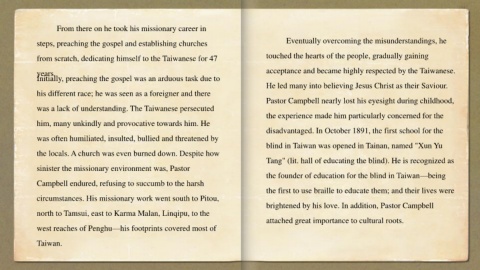 From there on he took his missionary career in
steps, preaching the gospel and establishing churches
from scratch, dedicating himself to the Taiwanese for 47
years.
Initially, preaching the gospel was an arduous task due to
his different race; he was seen as a foreigner and there
was a lack of understanding. The Taiwanese persecuted
him, many unkindly and provocative towards him. He
was often humiliated, insulted, bullied and threatened by
the locals. A church was even burned down. Despite how
sinister the missionary environment was, Pastor
Campbell endured, refusing to succumb to the harsh
circumstances. His missionary work went south to Pitou,
north to Tamsui, east to Karma Malan, Linqipu, to the
west reaches of Penghu—his footprints covered most of
Taiwan.
Eventually overcoming the misunderstandings, he
touched the hearts of the people, gradually gaining
acceptance and became highly respected by the Taiwanese.
He led many into believing Jesus Christ as their Saviour.
Pastor Campbell nearly lost his eyesight during childhood,
the experience made him particularly concerned for the
disadvantaged. In October 1891, the first school for the
blind in Taiwan was opened in Tainan, named "Xun Yu
Tang" (lit. hall of educating the blind). He is recognized as
the founder of education for the blind in Taiwan—being
the first to use braille to educate them; and their lives were
brightened by his love. In addition, Pastor Campbell
attached great importance to cultural roots.